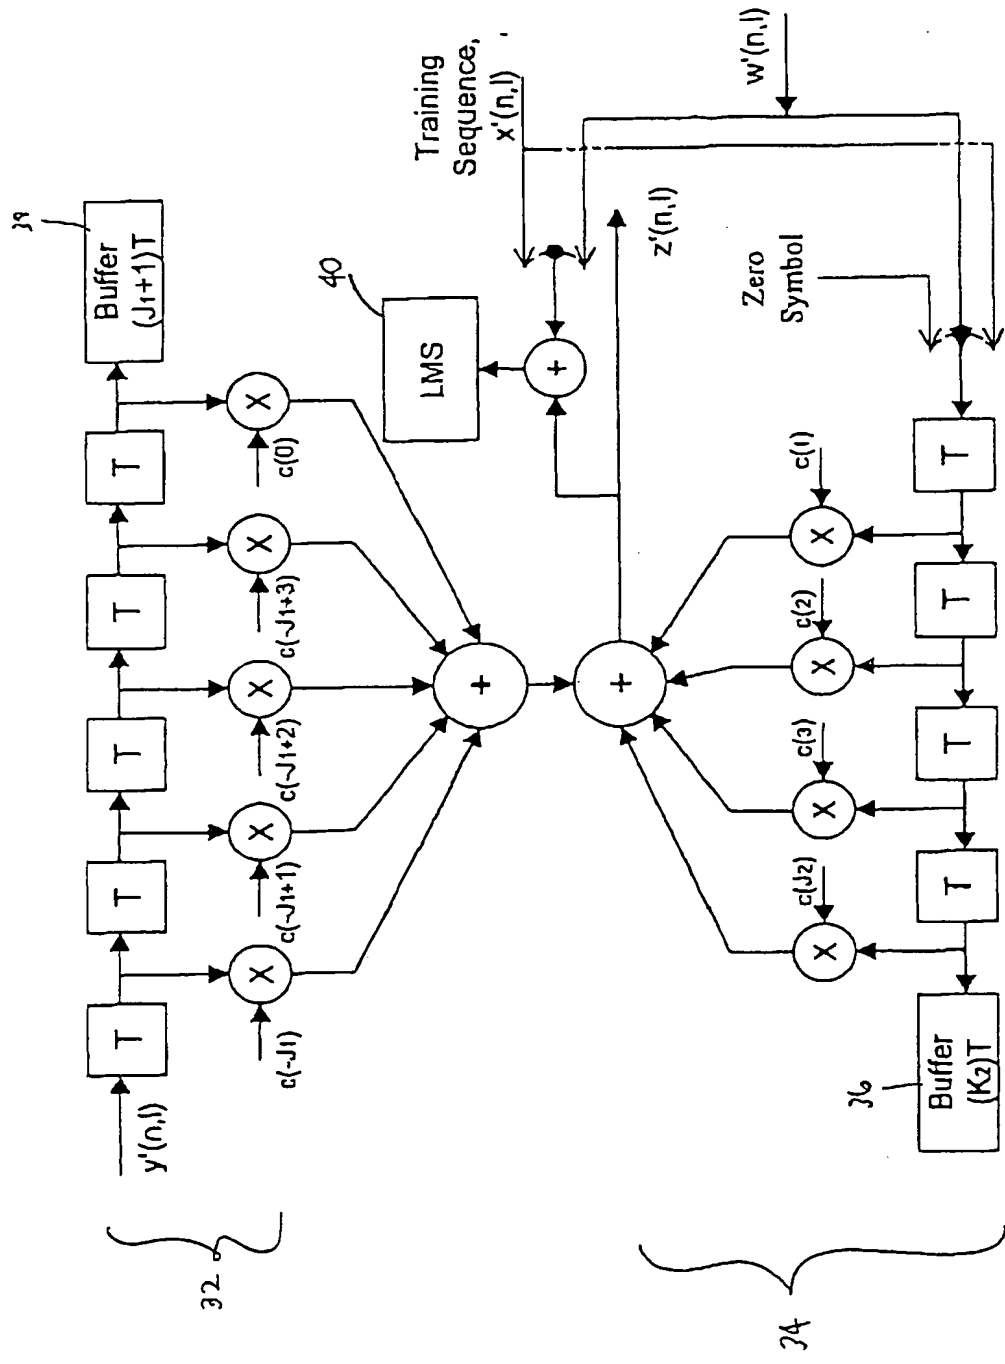 39
Buffer
(J1+1)T
T
T
T
T
T
y'(n,l)
X
X
X
X
X
c(-J1)
c(-J1+1)
c(-J1+2)
c(-J1+3)
c(0)
32
40
LMS
Training
Sequence,
x'(n,l)
+
+
+
z'(n,l)
w'(n,l)
Zero
Symbol
c(J2)
c(3)
c(2)
c(1)
X
X
X
X
T
T
T
T
36
Buffer
(K2)T
34